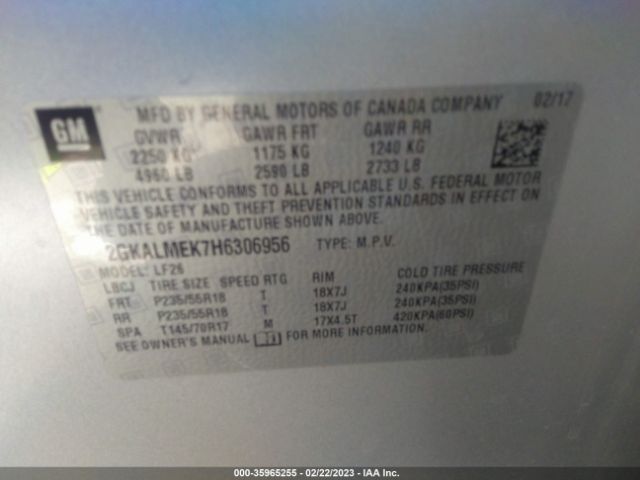 GM
MFD BY GENERAL MOTORS OF CANADA COMPANY 02/17
GVWR GAWR FRT GAWR RR
2250 KG 1175 KG 1240 KG
4960 LB 2590 LB 2733 LB
THIS VEHICLE CONFORMS TO ALL APPLICABLE U.S. FEDERAL MOTOR
VEHICLE SAFETY AND THEFT PREVENTION STANDARDS IN EFFECT ON
THE DATE OF MANUFACTURE SHOWN ABOVE.
2GKALMEK7H6306956 TYPE: M.P.V.
MODEL: LF26
LBCJ TIRE SIZE SPEED RTG RIM COLD TIRE PRESSURE
FRT P235/55R18 T 18X7J 240KPA(35PSI)
RR P235/55R18 T 18X7J 240KPA(35PSI)
SPA T145/70R17 M 17X4.5T 420KPA(60PSI)
SEE OWNER'S MANUAL FOR MORE INFORMATION.
000-35965255 - 02/22/2023 - IAA Inc.